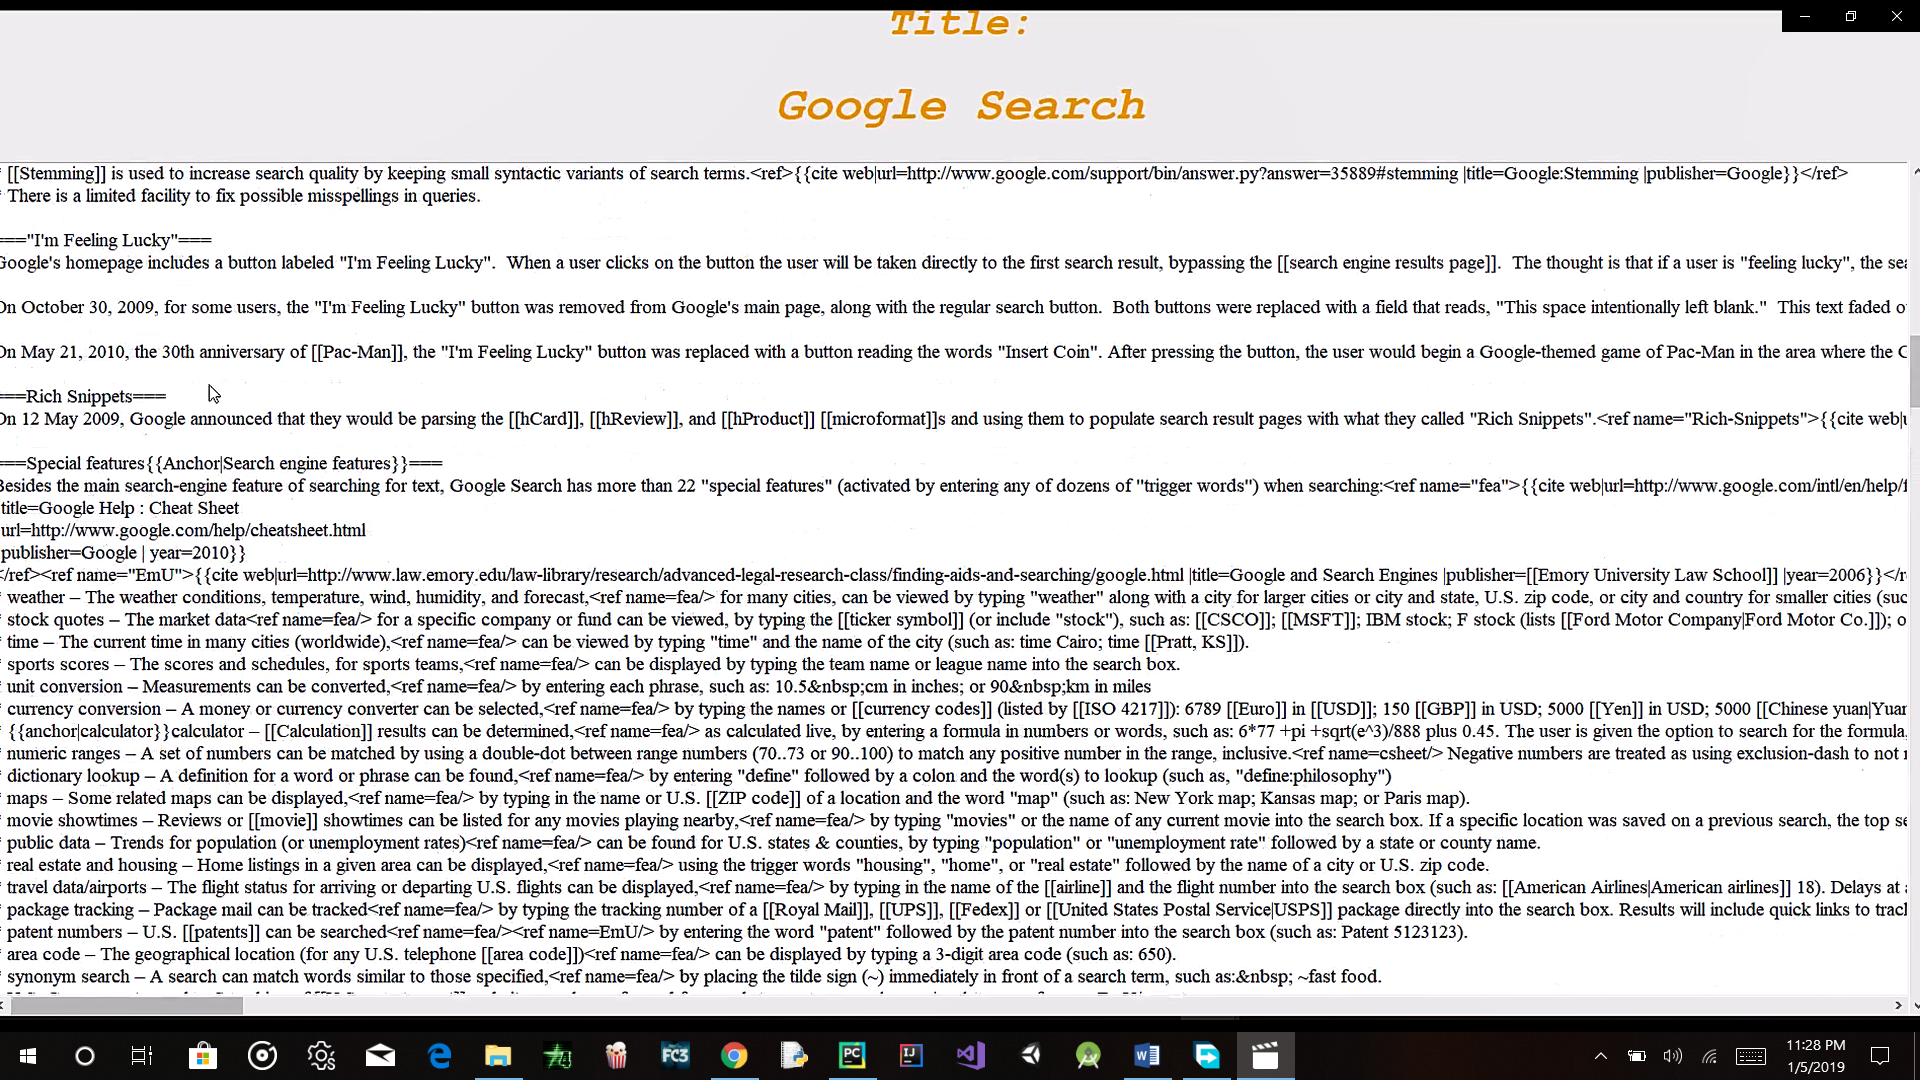 Title:
Google Search
* [[Stemming]] is used to increase search quality by keeping small syntactic variants of search terms.<ref>{{cite web|url=http://www.google.com/support/bin/answer.py?answer=35889#stemming |title=Google:Stemming |publisher=Google}}</ref>
* There is a limited facility to fix possible misspellings in queries.
==="I'm Feeling Lucky"===
Google's homepage includes a button labeled "I'm Feeling Lucky".  When a user clicks on the button the user will be taken directly to the first search result, bypassing the [[search engine results page]].  The thought is that if a user is "feeling lucky", the
On October 30, 2009, for some users, the "I'm Feeling Lucky" button was removed from Google's main page, along with the regular search button.  Both buttons were replaced with a field that reads, "This space intentionally left blank."  This text faded
On May 21, 2010, the 30th anniversary of [[Pac-Man]], the "I'm Feeling Lucky" button was replaced with a button reading the words "Insert Coin". After pressing the button, the user would begin a Google-themed game of Pac-Man in the area where the
===Rich Snippets===
On 12 May 2009, Google announced that they would be parsing the [[hCard]], [[hReview]], and [[hProduct]] [[microformat]]s and using them to populate search result pages with what they called "Rich Snippets".<ref name="Rich-Snippets">{{cite web|
===Special features{{Anchor|Search engine features}}===
Besides the main search-engine feature of searching for text, Google Search has more than 22 "special features" (activated by entering any of dozens of "trigger words") when searching:<ref name="fea">{{cite web|url=http://www.google.com/intl/en/help/
title=Google Help : Cheat Sheet
url=http://www.google.com/help/cheatsheet.html
publisher=Google | year=2010}}
</ref><ref name="EmU">{{cite web|url=http://www.law.emory.edu/law-library/research/advanced-legal-research-class/finding-aids-and-searching/google.html |title=Google and Search Engines |publisher=[[Emory University Law School]] |year=2006}}</
* weather – The weather conditions, temperature, wind, humidity, and forecast,<ref name=fea/> for many cities, can be viewed by typing "weather" along with a city for larger cities or city and state, U.S. zip code, or city and country for smaller cities
* stock quotes – The market data<ref name=fea/> for a specific company or fund can be viewed, by typing the [[ticker symbol]] (or include "stock"), such as: [[CSCO]]; [[MSFT]]; IBM stock; F stock (lists [[Ford Motor Company|Ford Motor Co.]]);
* time – The current time in many cities (worldwide),<ref name=fea/> can be viewed by typing "time" and the name of the city (such as: time Cairo; time [[Pratt, KS]]).
* sports scores – The scores and schedules, for sports teams,<ref name=fea/> can be displayed by typing the team name or league name into the search box.
* unit conversion – Measurements can be converted,<ref name=fea/> by entering each phrase, such as: 10.5&nbsp;cm in inches; or 90&nbsp;km in miles
* currency conversion – A money or currency converter can be selected,<ref name=fea/> by typing the names or [[currency codes]] (listed by [[ISO 4217]]): 6789 [[Euro]] in [[USD]]; 150 [[GBP]] in USD; 5000 [[Yen]] in USD; 5000 [[Chinese yuan|Yuan
* {{anchor|calculator}}calculator – [[Calculation]] results can be determined,<ref name=fea/> as calculated live, by entering a formula in numbers or words, such as: 6*77 +pi +sqrt(e^3)/888 plus 0.45. The user is given the option to search for the formula,
* numeric ranges – A set of numbers can be matched by using a double-dot between range numbers (70..73 or 90..100) to match any positive number in the range, inclusive.<ref name=csheet/> Negative numbers are treated as using exclusion-dash to not
* dictionary lookup – A definition for a word or phrase can be found,<ref name=fea/> by entering "define" followed by a colon and the word(s) to lookup (such as, "define:philosophy")
* maps – Some related maps can be displayed,<ref name=fea/> by typing in the name or U.S. [[ZIP code]] of a location and the word "map" (such as: New York map; Kansas map; or Paris map).
* movie showtimes – Reviews or [[movie]] showtimes can be listed for any movies playing nearby,<ref name=fea/> by typing "movies" or the name of any current movie into the search box. If a specific location was saved on a previous search, the top
* public data – Trends for population (or unemployment rates)<ref name=fea/> can be found for U.S. states & counties, by typing "population" or "unemployment rate" followed by a state or county name.
* real estate and housing – Home listings in a given area can be displayed,<ref name=fea/> using the trigger words "housing", "home", or "real estate" followed by the name of a city or U.S. zip code.
* travel data/airports – The flight status for arriving or departing U.S. flights can be displayed,<ref name=fea/> by typing in the name of the [[airline]] and the flight number into the search box (such as: [[American Airlines|American airlines]] 18). Delays at
* package tracking – Package mail can be tracked<ref name=fea/> by typing the tracking number of a [[Royal Mail]], [[UPS]], [[Fedex]] or [[United States Postal Service|USPS]] package directly into the search box. Results will include quick links to
* patent numbers – U.S. [[patents]] can be searched<ref name=fea/><ref name=EmU/> by entering the word "patent" followed by the patent number into the search box (such as: Patent 5123123).
* area code – The geographical location (for any U.S. telephone [[area code]])<ref name=fea/> can be displayed by typing a 3-digit area code (such as: 650).
* synonym search – A search can match words similar to those specified,<ref name=fea/> by placing the tilde sign (~) immediately in front of a search term, such as:&nbsp; ~fast food.
FC3
PC
IJ
11:28 PM
1/5/2019